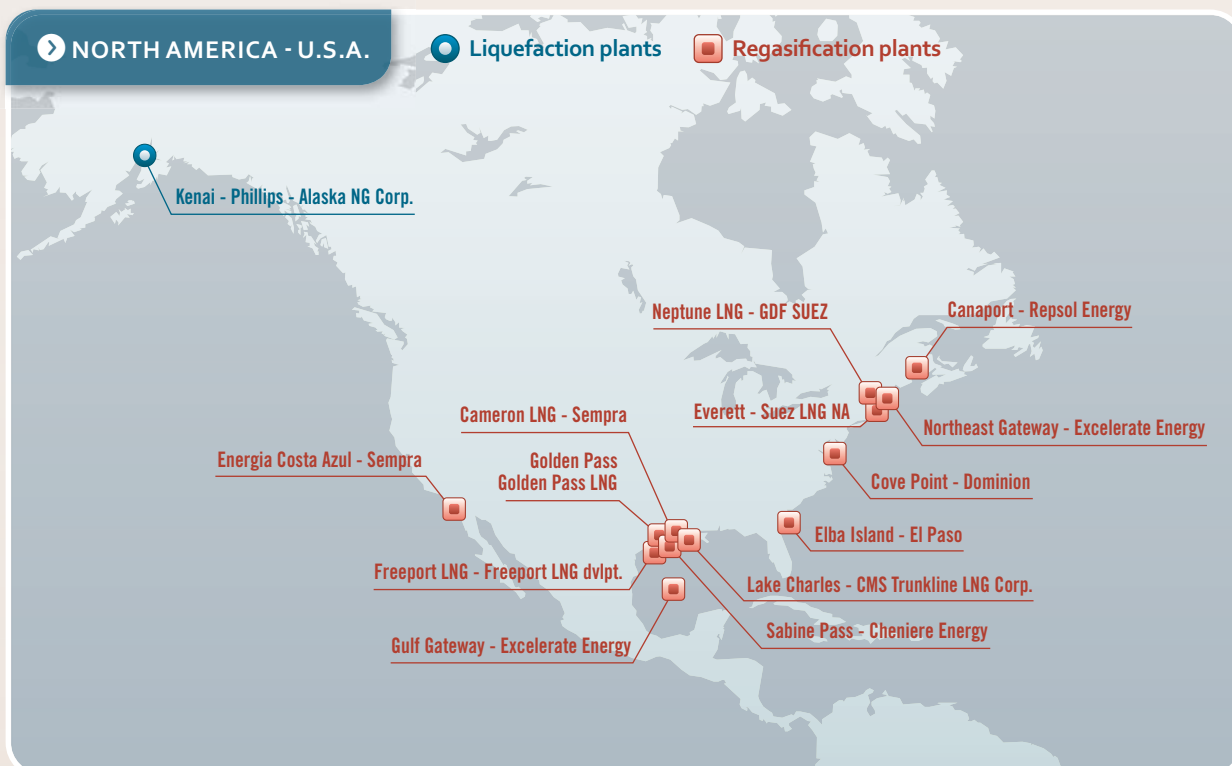 NORTH AMERICA - U.S.A.
Liquefaction plants
Regasification plants
Kenai - Phillips - Alaska NG Corp.
Neptune LNG - GDF SUEZ
Canaport - Repsol Energy
Cameron LNG - Sempra
Everett - Suez LNG NA
Northeast Gateway - Excelerate Energy
Energia Costa Azul - Sempra
Golden Pass
Golden Pass LNG
Cove Point - Dominion
Elba Island - El Paso
Freeport LNG - Freeport LNG dvlpt.
Lake Charles - CMS Trunkline LNG Corp.
Sabine Pass - Cheniere Energy
Gulf Gateway - Excelerate Energy